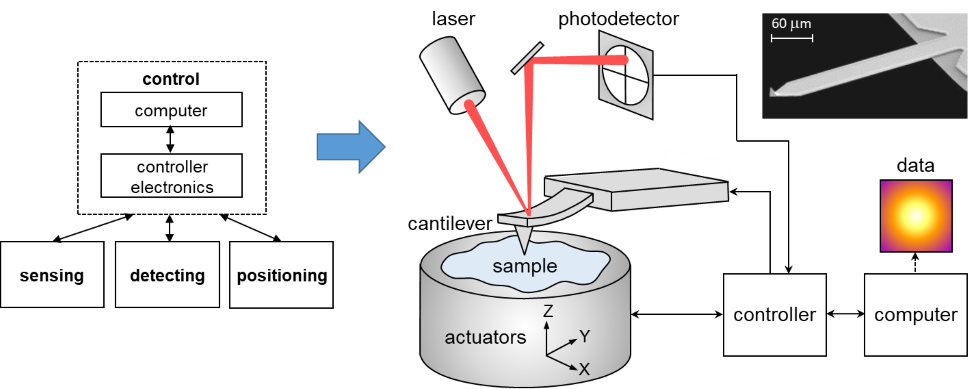 control
computer
controller
electronics
sensing
detecting
positioning
laser
photodetector
60 μm
cantilever
sample
actuators
Z
Y
X
data
controller
computer